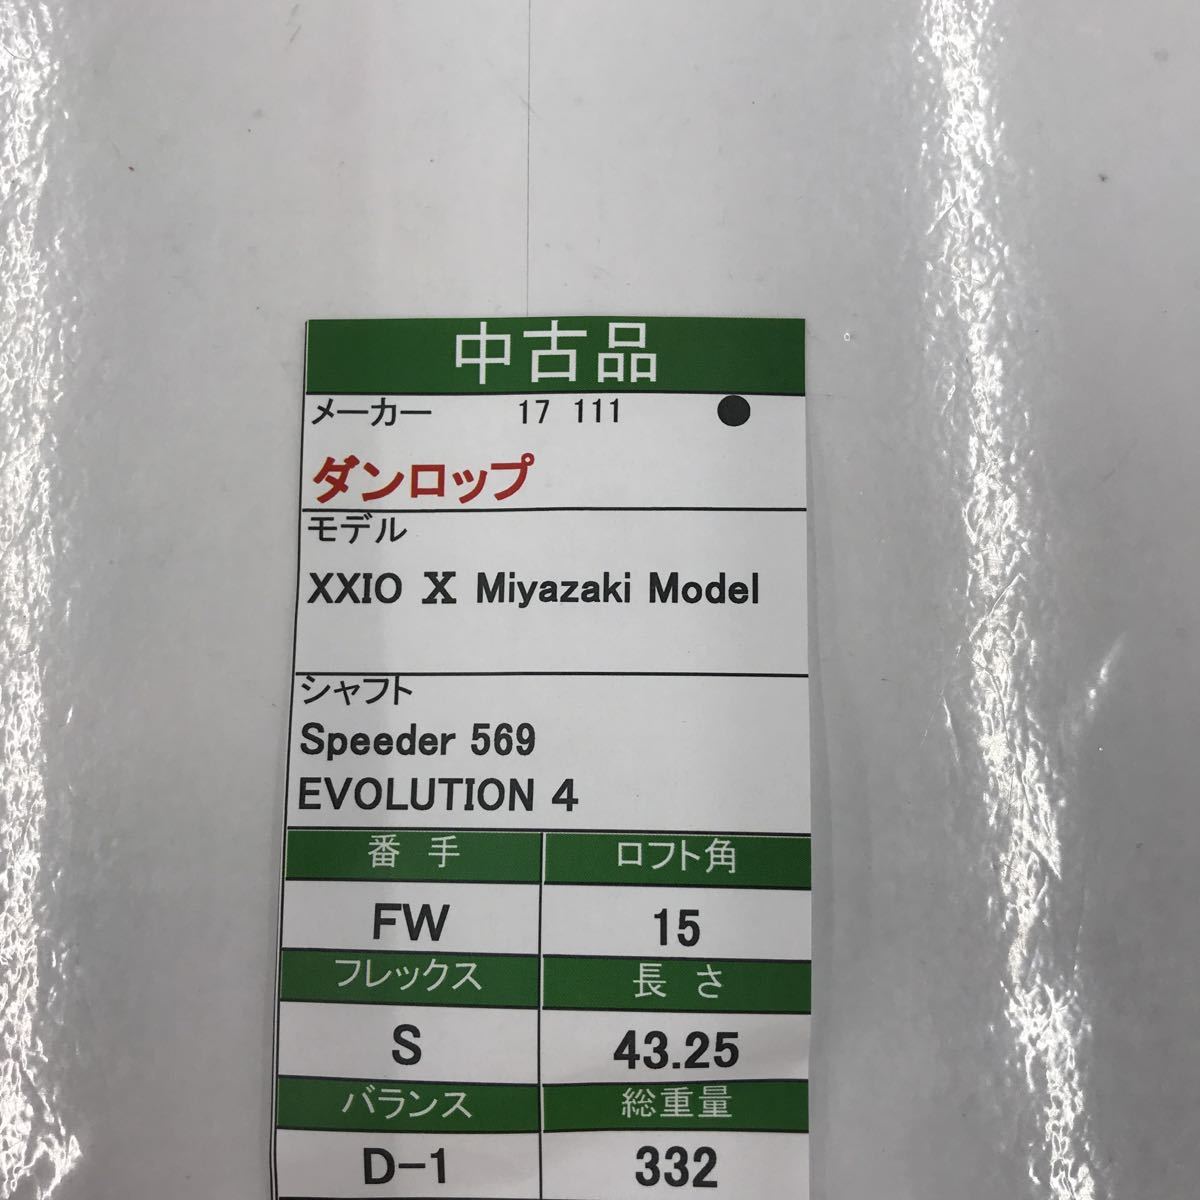 中古品
メーカー 17 111 ●
ダンロップ
モデル
XXIO X Miyazaki Model
シャフト
Speeder 569
EVOLUTION 4
番手 ロフト角
FW 15
フレックス 長さ
S 43.25
バランス 総重量
D-1 332